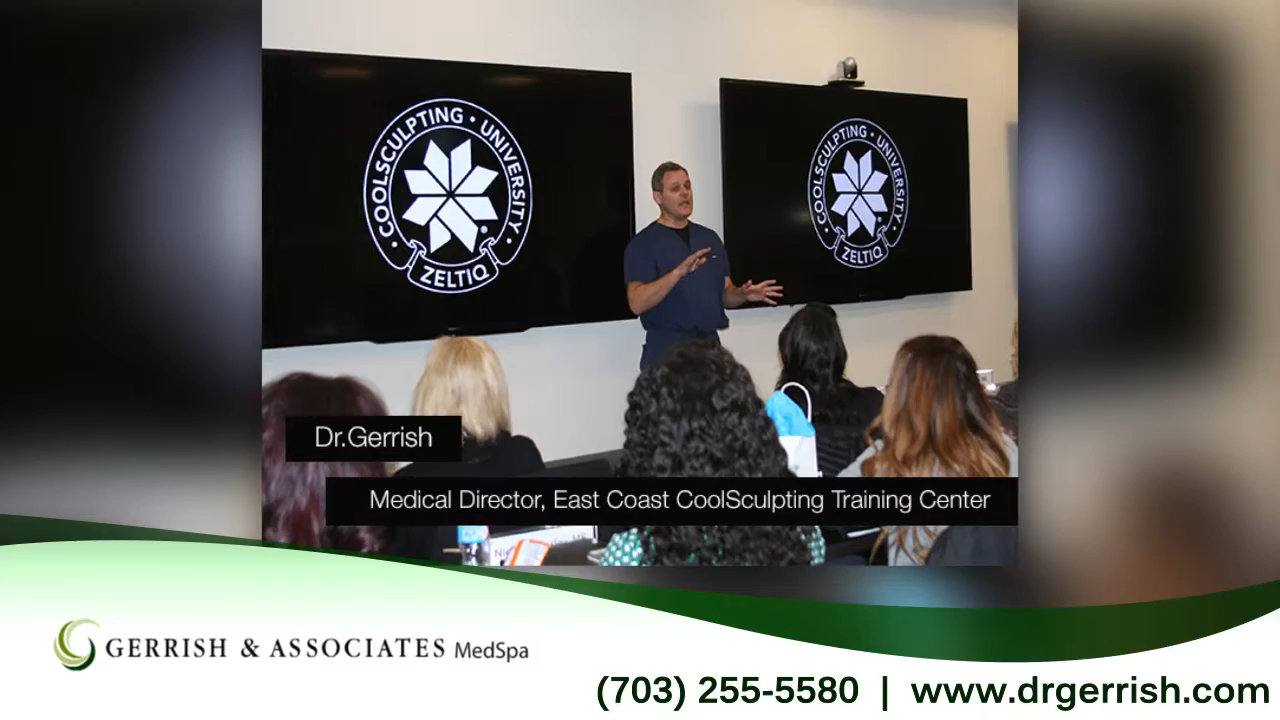 COOLSCULPTING • UNIVERSITY •
ZELTIQ
COOLSCULPTING • UNIVERSITY •
ZELTIQ
Dr.Gerrish
Medical Director, East Coast CoolSculpting Training Center
GERRISH & ASSOCIATES MedSpa
(703) 255-5580 | www.drgerrish.com